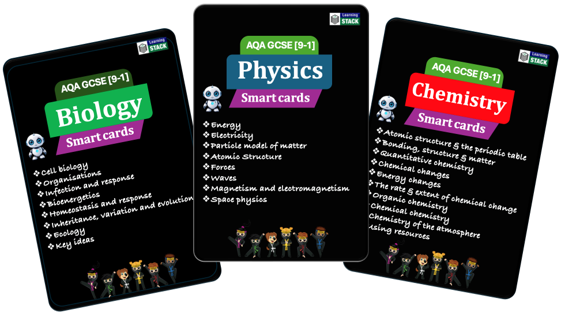 Learning
STACK
AQA GCSE [9-1]
Biology
Smart cards
Cell biology
Organisations
Infection and response
Bioenergetics
Homeostasis and response
Inheritance, variation and evolution
Ecology
Key ideas
Learning
STACK
AQA GCSE [9-1]
Physics
Smart cards
Energy
Electricity
Particle model of matter
Atomic Structure
Forces
Waves
Magnetism and electromagnetism
Space physics
Learning
STACK
AQA GCSE [9-1]
Chemistry
Smart cards
Atomic structure & the periodic table
Bonding, structure & matter
Quantitative chemistry
Chemical changes
Energy changes
The rate & extent of chemical change
Organic chemistry
Chemical chemistry
Chemistry of the atmosphere
using resources